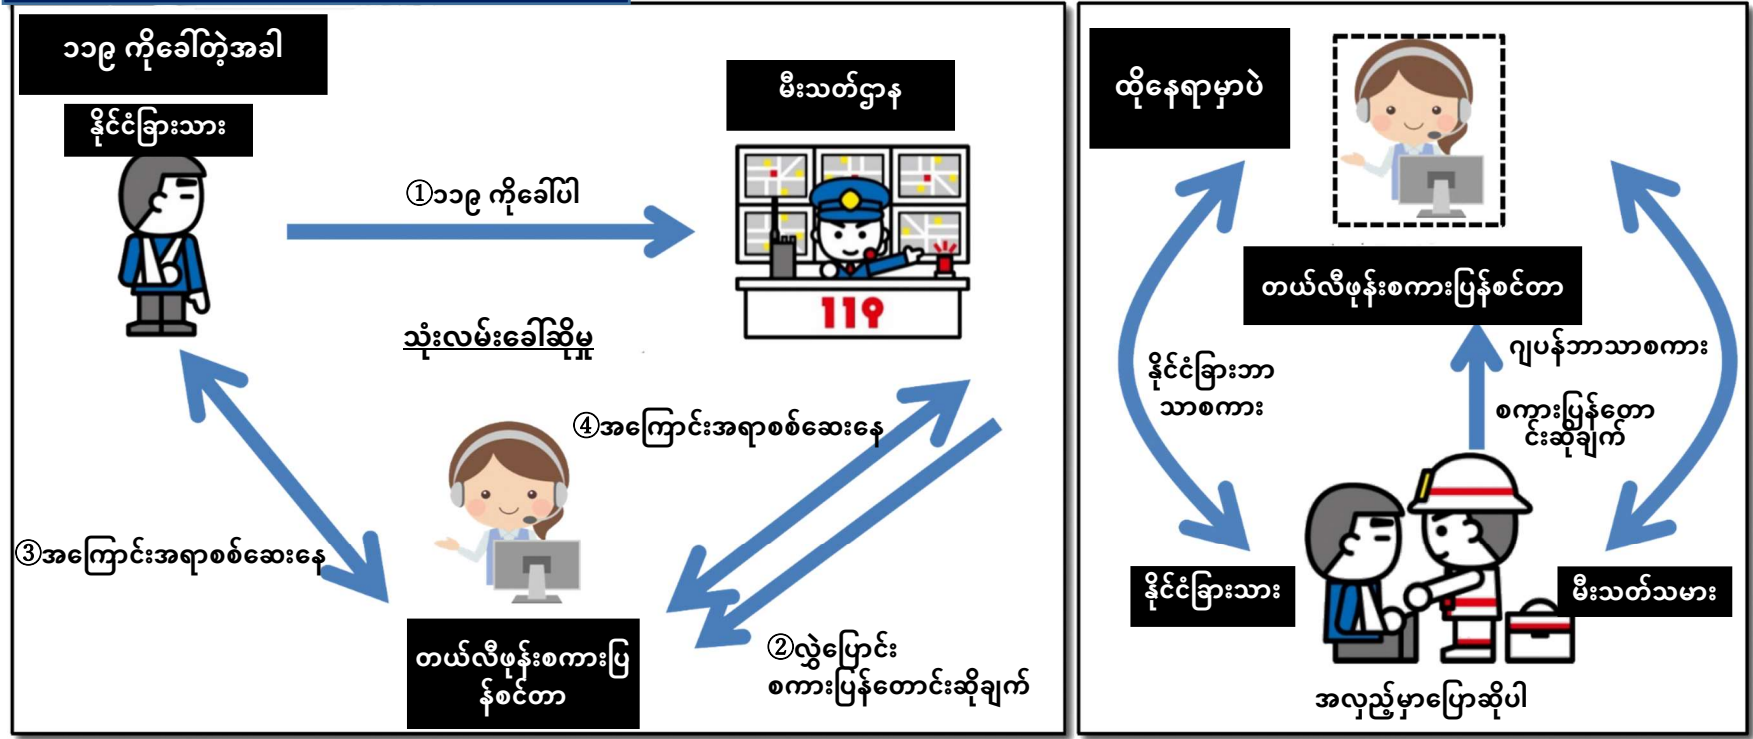 ၁၁၉ ကိုခေါ်တဲ့အခါ
နိုင်ငံခြားသား
①၁၁၉ ကိုခေါ်ပါ
မီးသတ်ဌာန
119
သုံးလမ်းခေါ်ဆိုမှု
④အကြောင်းအရာစစ်ဆေးနေ
③အကြောင်းအရာစစ်ဆေးနေ
တယ်လီဖုန်းစကားပြ
န်စင်တာ
②လွှဲပြောင်း
စကားပြန်တောင်းဆိုချက်
ထိုနေရာမှာပဲ
တယ်လီဖုန်းစကားပြန်စင်တာ
နိုင်ငံခြားဘာ
သာစကား
ဂျပန်ဘာသာစကား
စကားပြန်တော
င်းဆိုချက်
နိုင်ငံခြားသား
မီးသတ်သမား
အလှည့်မှာပြောဆိုပါ